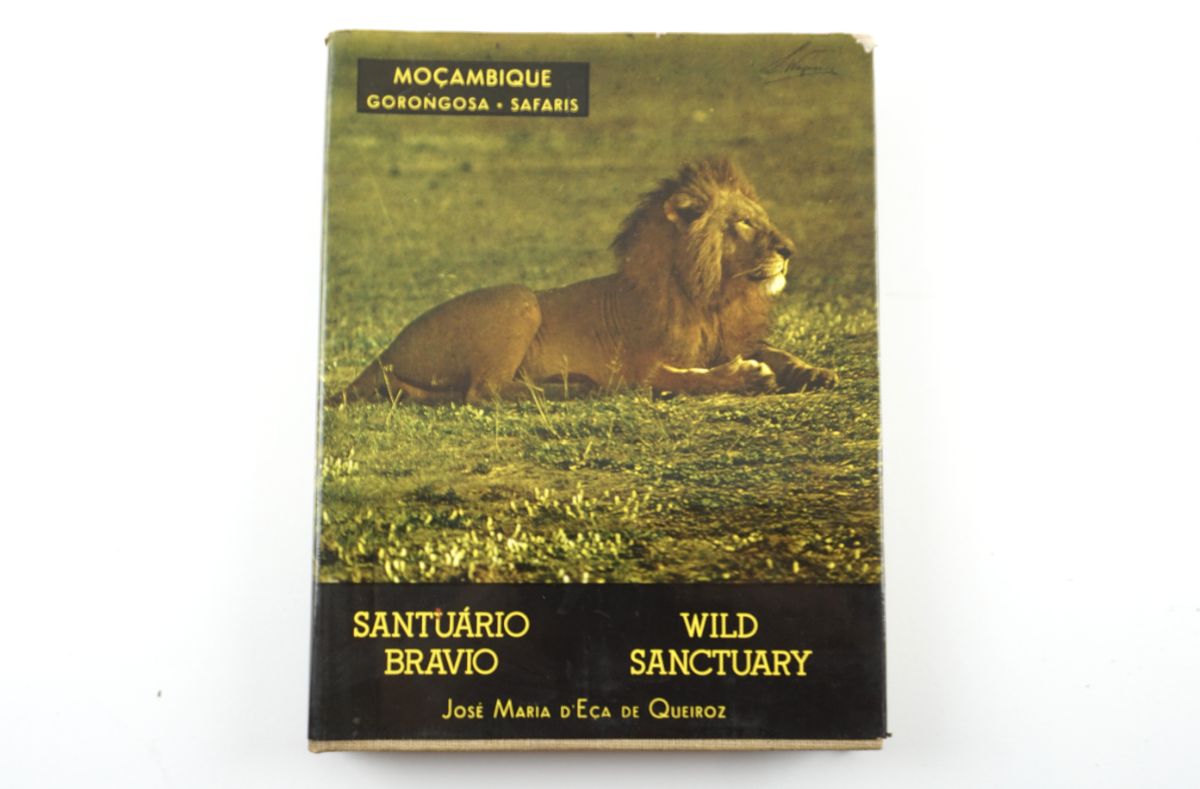 MOÇAMBIQUE
GORONGOSA • SAFARIS
SANTUÁRIO
BRAVIO
WILD
SANCTUARY
JOSÉ MARIA D'EÇA DE QUEIROZ